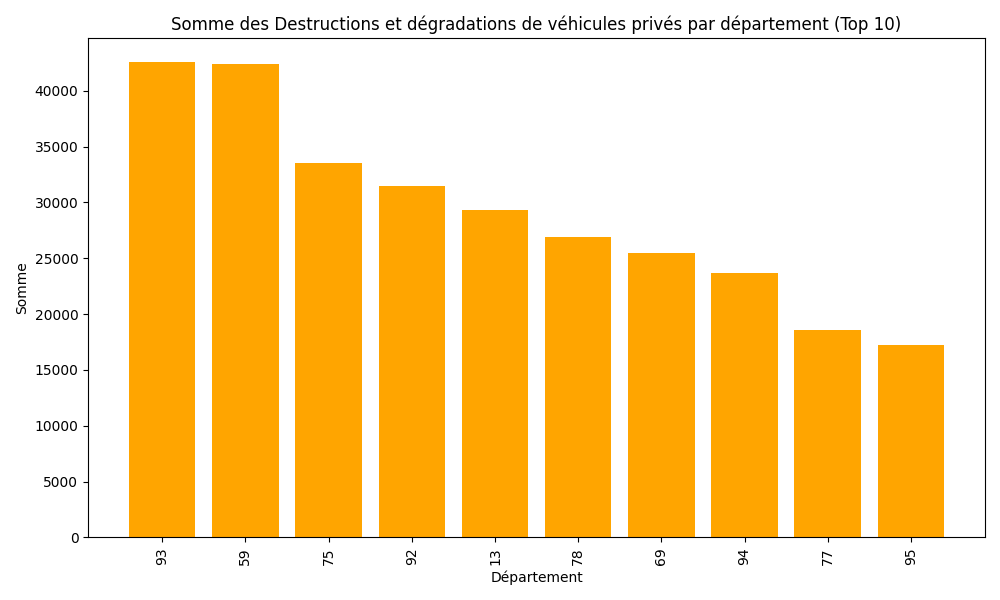 Somme des Destructions et dégradations de véhicules privés par département (Top 10)
Somme
40000
35000
30000
25000
20000
15000
10000
5000
0
93 59 75 92 13 78 69 94 77 95
Département